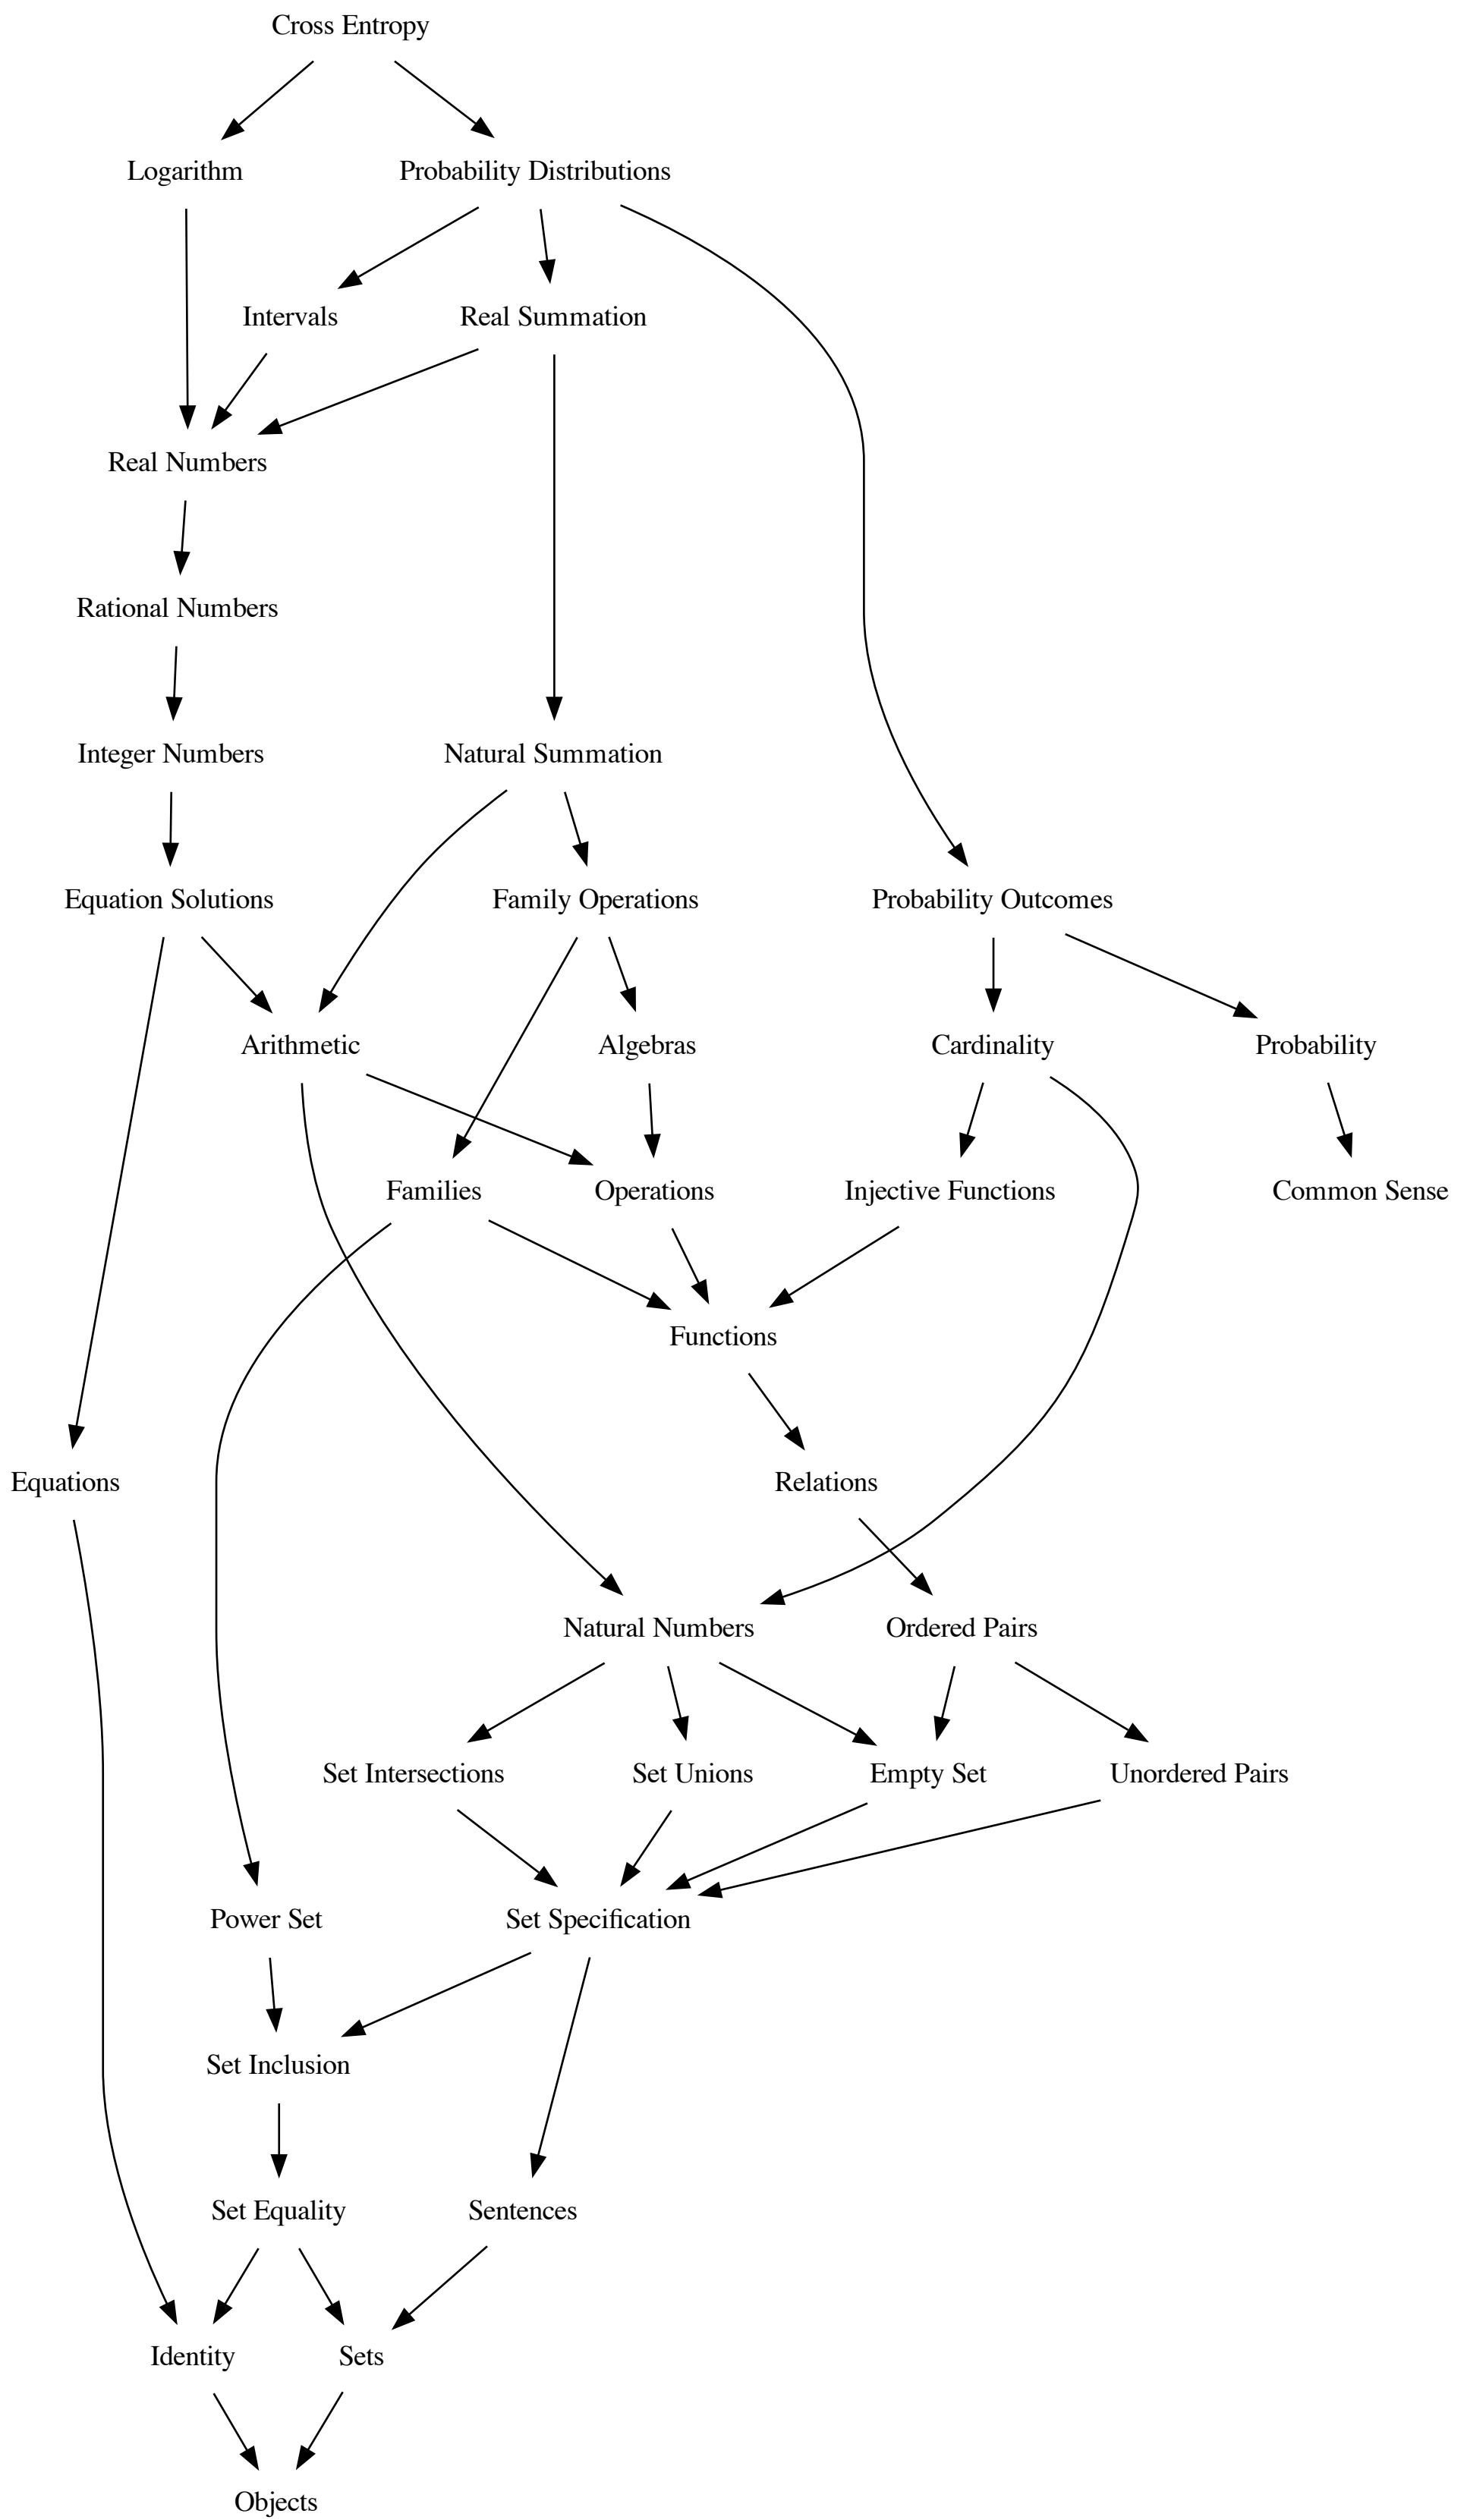 Cross Entropy
Logarithm
Probability Distributions
Intervals
Real Summation
Real Numbers
Rational Numbers
Integer Numbers
Natural Summation
Equation Solutions
Family Operations
Probability Outcomes
Arithmetic
Algebras
Cardinality
Probability
Families
Operations
Injective Functions
Common Sense
Functions
Equations
Relations
Natural Numbers
Ordered Pairs
Set Intersections
Set Unions
Empty Set
Unordered Pairs
Power Set
Set Specification
Set Inclusion
Set Equality
Sentences
Identity
Sets
Objects